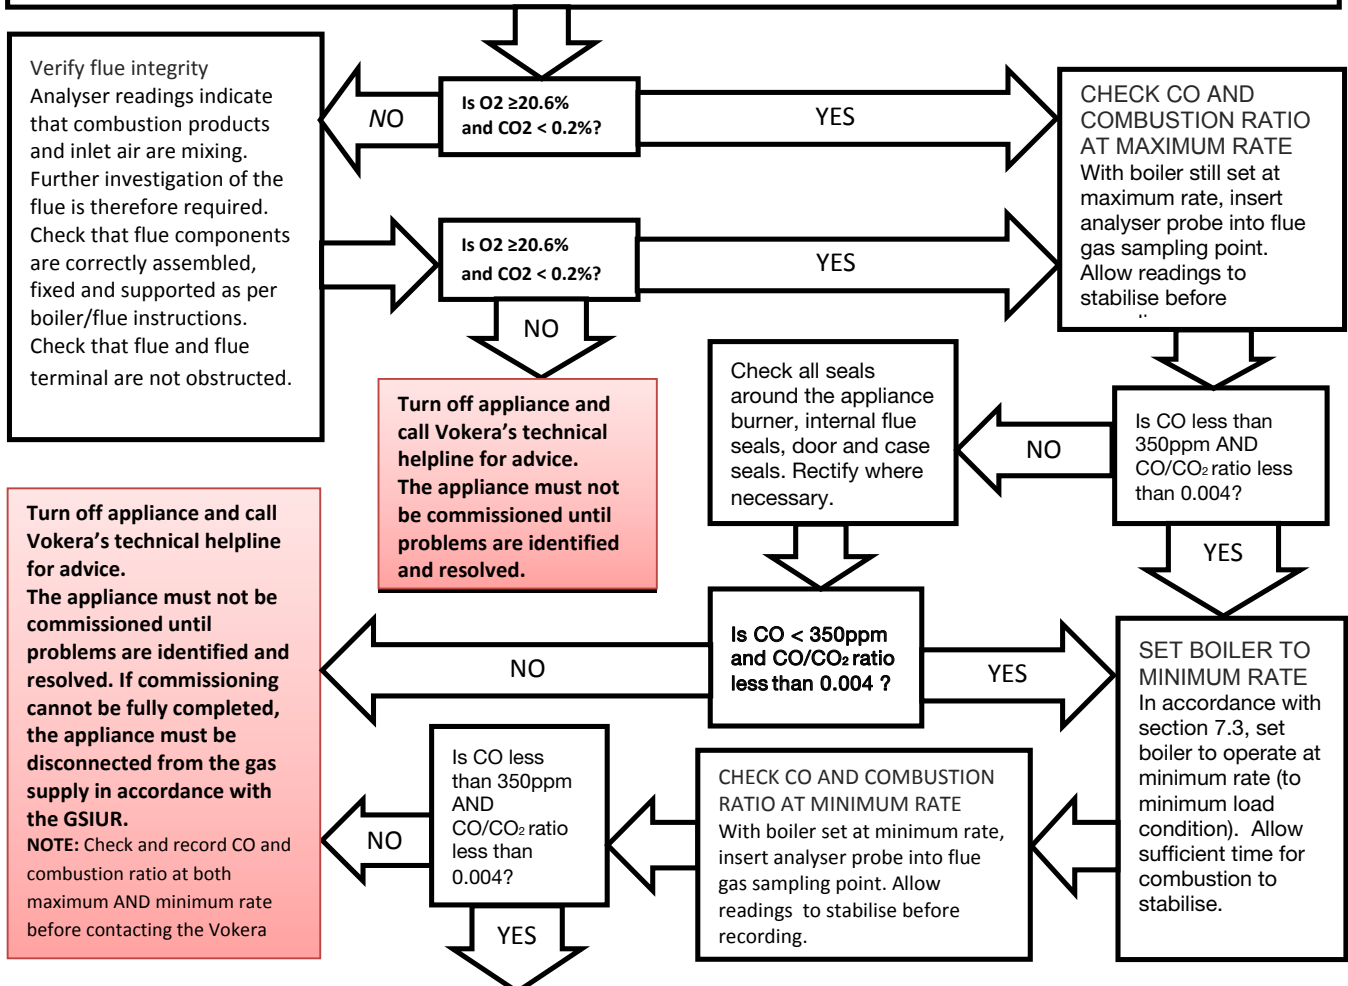 Verify flue integrity
Analyser readings indicate
that combustion products
and inlet air are mixing.
Further investigation of the
flue is therefore required.
Check that flue components
are correctly assembled,
fixed and supported as per
boiler/flue instructions.
Check that flue and flue
terminal are not obstructed.
NO
Is O2 ≥20.6%
and CO2 < 0.2%?
YES
CHECK CO AND
COMBUSTION RATIO
AT MAXIMUM RATE
With boiler still set at
maximum rate, insert
analyser probe into flue
gas sampling point.
Allow readings to
stabilise before
Is O2 ≥20.6%
and CO2 < 0.2%?
YES
NO
Turn off appliance and
call Vokera’s technical
helpline for advice.
The appliance must not
be commissioned until
problems are identified
and resolved.
Check all seals
around the appliance
burner, internal flue
seals, door and case
seals. Rectify where
necessary.
NO
Is CO less than
350ppm AND
CO/CO₂ ratio less
than 0.004?
YES
Turn off appliance and call
Vokera’s technical helpline
for advice.
The appliance must not be
commissioned until
problems are identified and
resolved. If commissioning
cannot be fully completed,
the appliance must be
disconnected from the gas
supply in accordance with
the GSIUR.
NOTE: Check and record CO and
combustion ratio at both
maximum AND minimum rate
before contacting the Vokera
NO
Is CO < 350ppm
and CO/CO₂ ratio
less than 0.004 ?
YES
SET BOILER TO
MINIMUM RATE
In accordance with
section 7.3, set
boiler to operate at
minimum rate (to
minimum load
condition). Allow
sufficient time for
combustion to
stabilise.
CHECK CO AND COMBUSTION
RATIO AT MINIMUM RATE
With boiler set at minimum rate,
insert analyser probe into flue
gas sampling point. Allow
readings to stabilise before
recording.
Is CO less
than 350ppm
AND
CO/CO₂ ratio
less than
0.004?
NO
YES